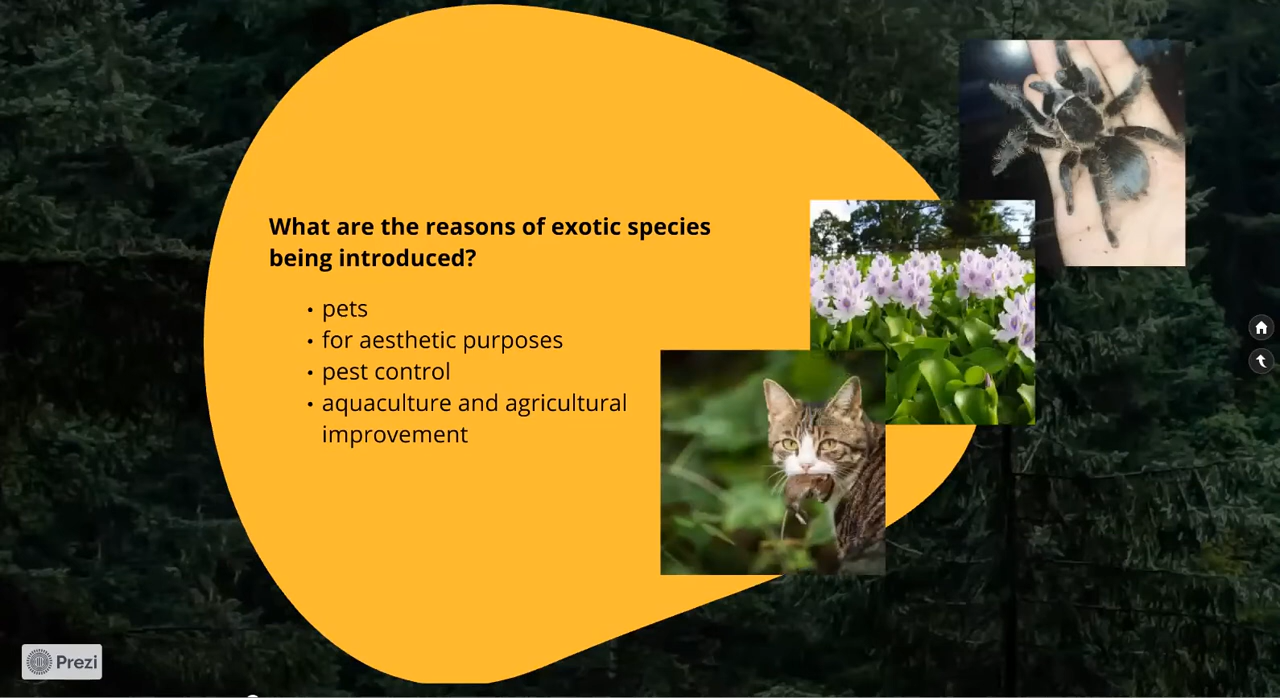 What are the reasons of exotic species
being introduced?
• pets
• for aesthetic purposes
• pest control
• aquaculture and agricultural
improvement
Prezi